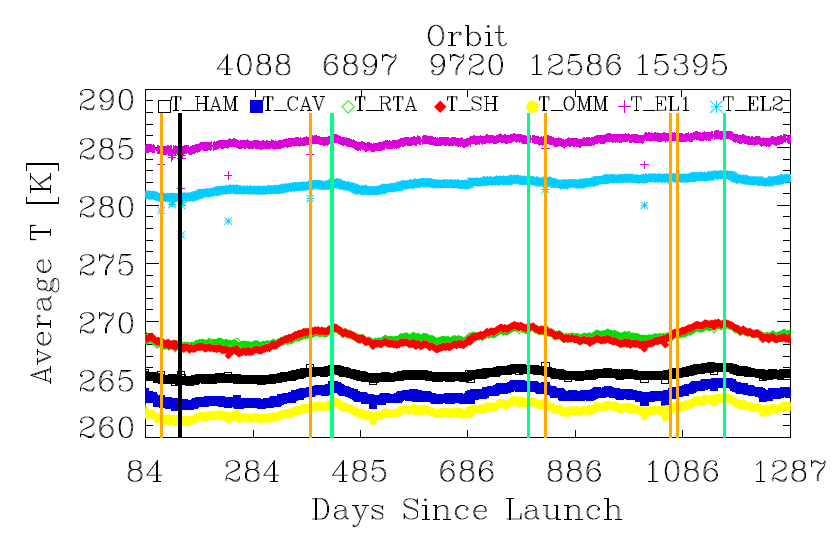 Orbit
4088 6897 9720 12586 15395
T_HAM T_CAV T_RTA T_SH T_OMM T_EL1 T_EL2
290
285
280
275
270
265
260
Average T [K]
84 284 485 686 886 1086 1287
Days Since Launch